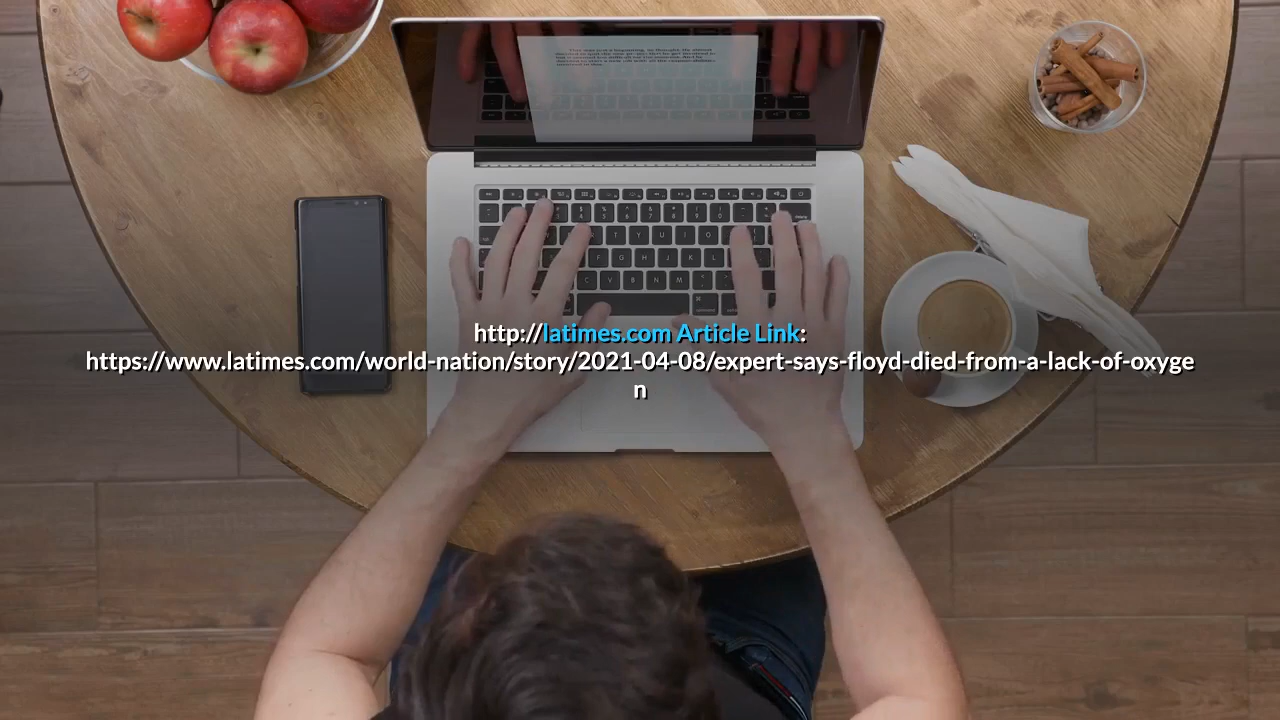 http://latimes.com Article Link:
https://www.latimes.com/world-nation/story/2021-04-08/expert-says-floyd-died-from-a-lack-of-oxyge
n